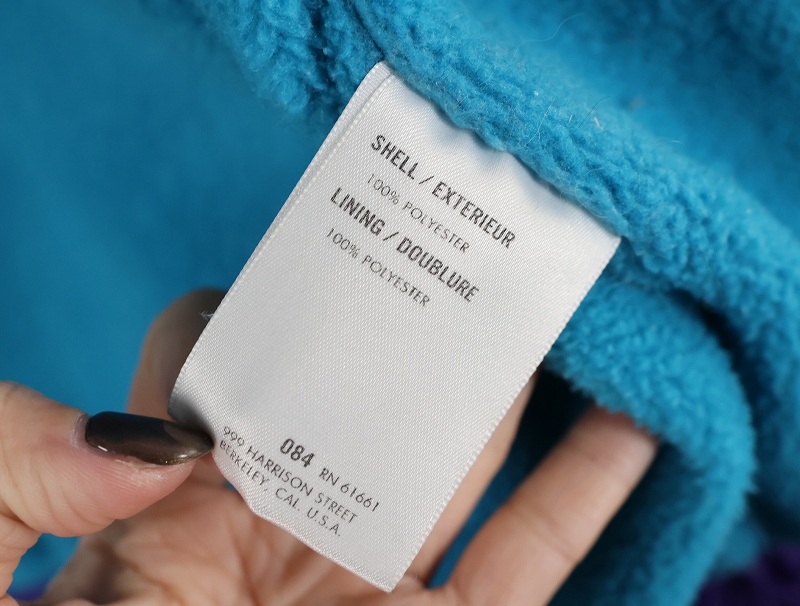 SHELL / EXTERIEUR
100% POLYESTER
LINING / DOUBLURE
100% POLYESTER
084 RN 61661
999 HARRISON STREET
BERKELEY, CAL. U.S.A.